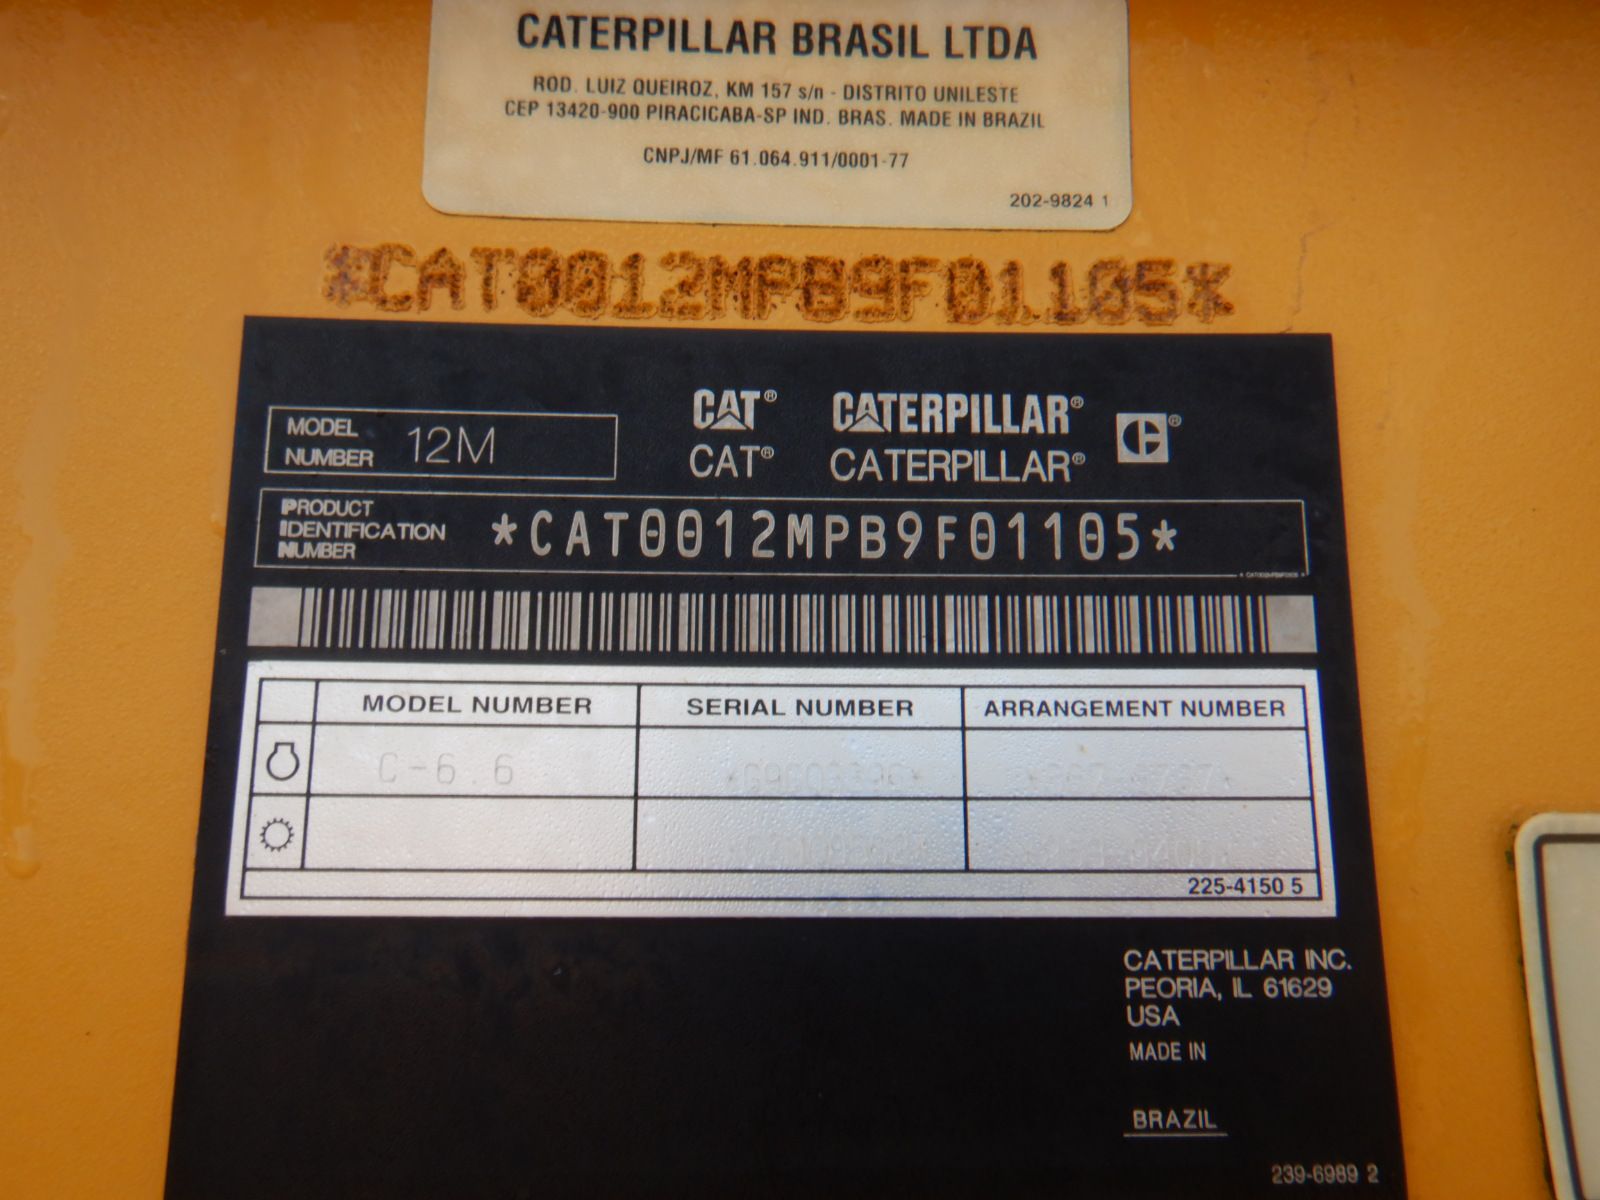 CATERPILLAR BRASIL LTDA
ROD. LUIZ QUEIROZ, KM 157 s/n - DISTRITO UNILESTE
CEP 13420-900 PIRACICABA-SP IND. BRAS. MADE IN BRAZIL
CNPJ/MF 61.064.911/0001-77
202-9824 1
*CAT0012MPB9F01105*
MODEL NUMBER 12M
CAT® CATERPILLAR® C®
CAT® CATERPILLAR®
PRODUCT
IDENTIFICATION
NUMBER
*CAT0012MPB9F01105*
MODEL NUMBER SERIAL NUMBER ARRANGEMENT NUMBER
C-6.6
225-4150 5
CATERPILLAR INC.
PEORIA, IL 61629
USA
MADE IN
BRAZIL
239-6989 2